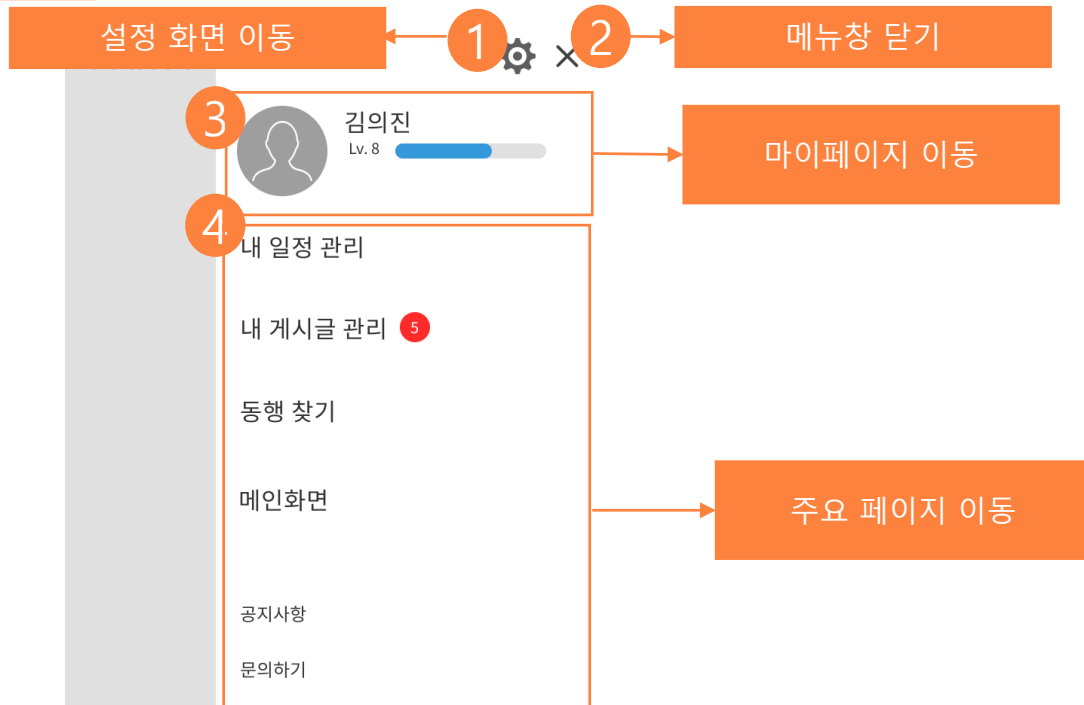 설정 화면 이동
1
2
메뉴창 닫기
3
김의진
Lv. 8
마이페이지 이동
4
내 일정 관리
내 게시글 관리 5
동행 찾기
메인화면
주요 페이지 이동
공지사항
문의하기